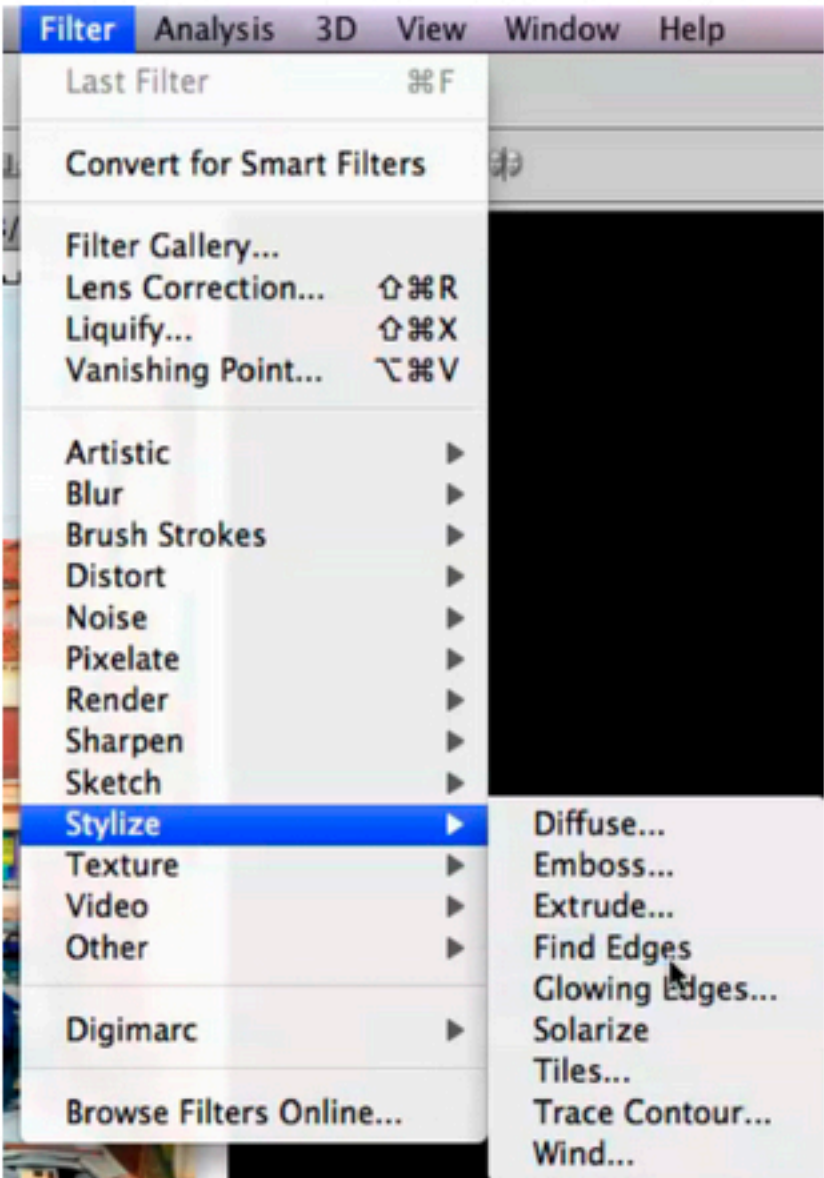 Filter Analysis 3D View Window Help
Last Filter ⌘F
Convert for Smart Filters
Filter Gallery...
Lens Correction... ⇧⌘R
Liquify... ⇧⌘X
Vanishing Point... ⌥⌘V
Artistic
Blur
Brush Strokes
Distort
Noise
Pixelate
Render
Sharpen
Sketch
Stylize
Texture
Video
Other
Digimarc
Browse Filters Online...
Diffuse...
Emboss...
Extrude...
Find Edges
Glowing Edges...
Solarize
Tiles...
Trace Contour...
Wind...